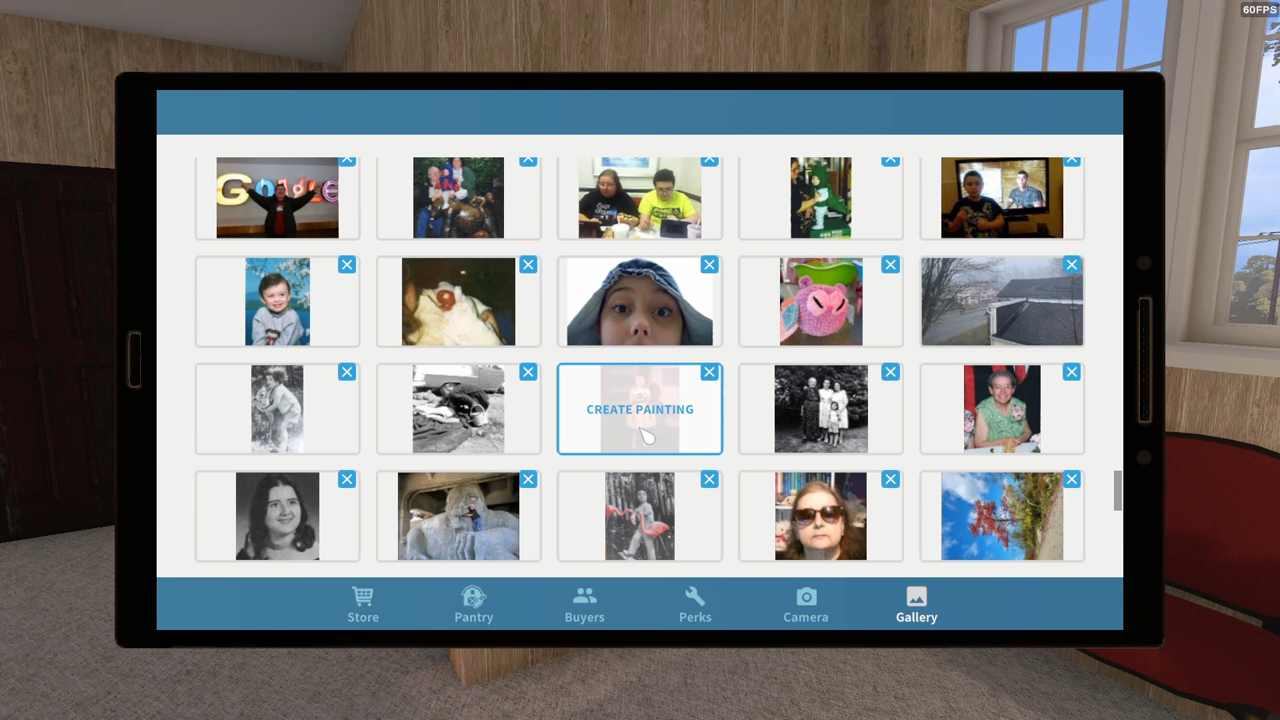 60FPS
GOOGLE
CREATE PAINTING
Store
Pantry
Buyers
Perks
Camera
Gallery